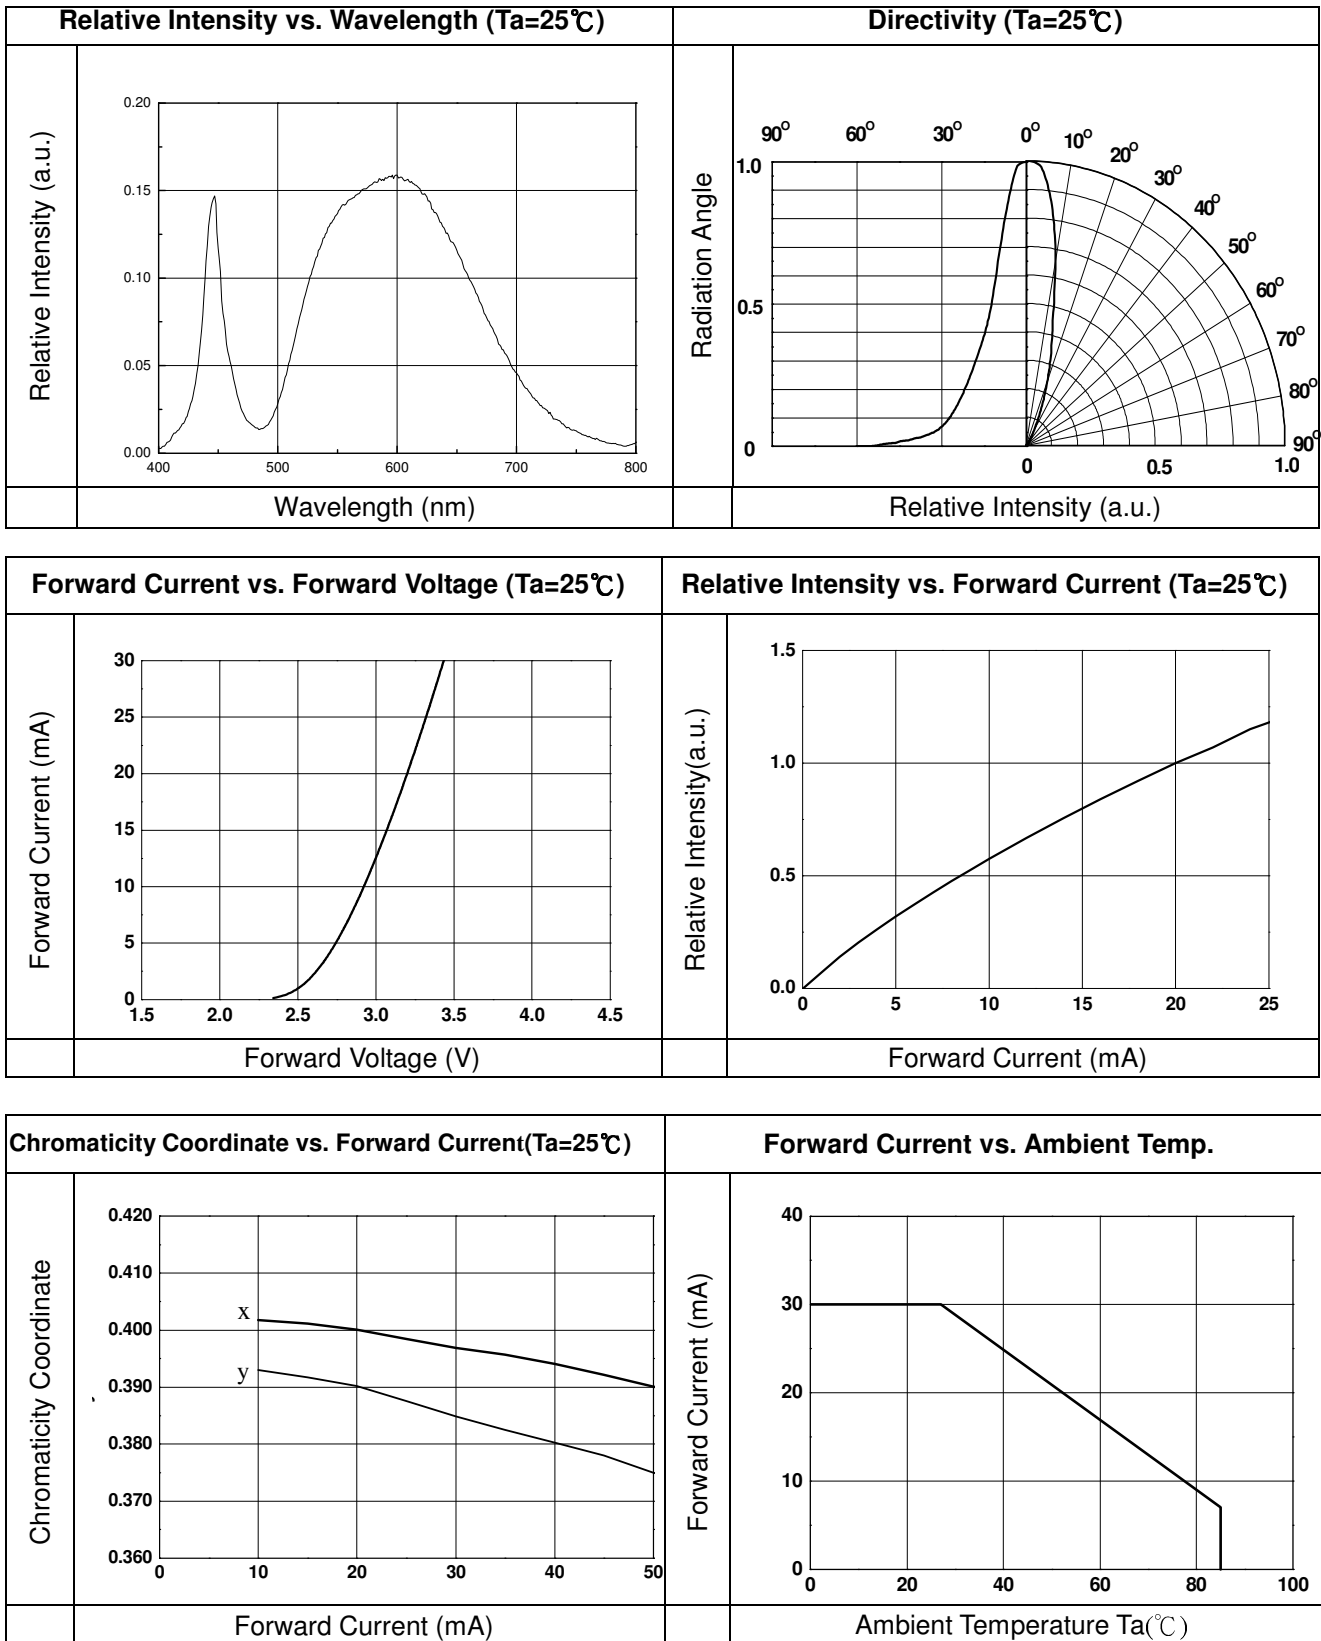 Relative Intensity vs. Wavelength (Ta=25℃)
Directivity (Ta=25℃)
Relative Intensity (a.u.)
0.20
0.15
0.10
0.05
0.00
400
500
600
700
800
Wavelength (nm)
Radiation Angle
90° 60° 30° 0° 10° 20° 30° 40° 50° 60° 70° 80° 90°
1.0
0.5
0
0 0.5 1.0
Relative Intensity (a.u.)
Forward Current vs. Forward Voltage (Ta=25℃)
Relative Intensity vs. Forward Current (Ta=25℃)
Forward Current (mA)
30
25
20
15
10
5
0
1.5 2.0 2.5 3.0 3.5 4.0 4.5
Forward Voltage (V)
Relative Intensity(a.u.)
1.5
1.0
0.5
0.0
0 5 10 15 20 25
Forward Current (mA)
Chromaticity Coordinate vs. Forward Current(Ta=25℃)
Forward Current vs. Ambient Temp.
Chromaticity Coordinate
0.420
0.410
0.400
0.390
0.380
0.370
0.360
x
y
0 10 20 30 40 50
Forward Current (mA)
Forward Current (mA)
40
30
20
10
0
0 20 40 60 80 100
Ambient Temperature Ta(℃)